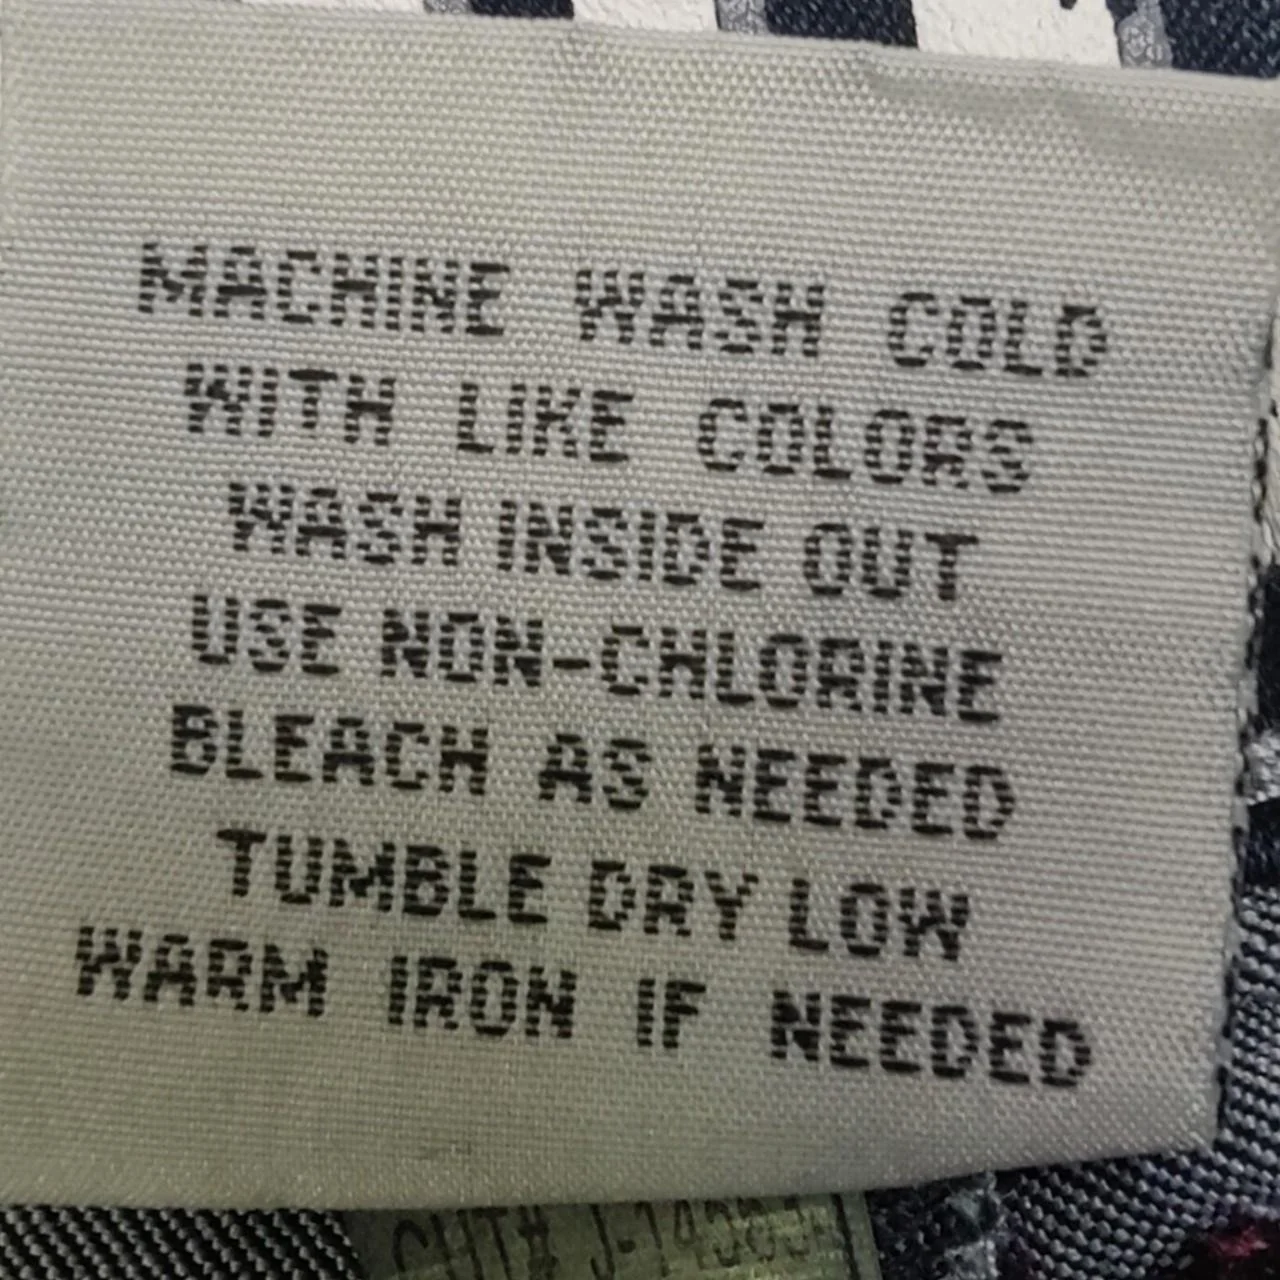 MACHINE WASH COLD
WITH LIKE COLORS
WASH INSIDE OUT
USE NON-CHLORINE
BLEACH AS NEEDED
TUMBLE DRY LOW
WARM IRON IF NEEDED
CUT#